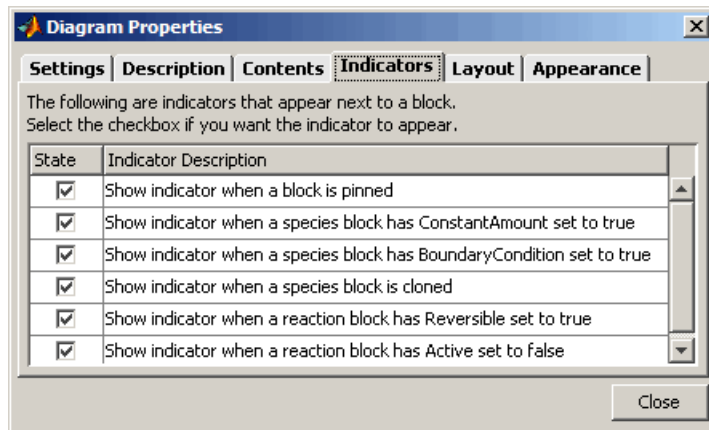 Diagram Properties
Settings Description Contents Indicators Layout Appearance
The following are indicators that appear next to a block.
Select the checkbox if you want the indicator to appear.
State Indicator Description
Show indicator when a block is pinned
Show indicator when a species block has ConstantAmount set to true
Show indicator when a species block has BoundaryCondition set to true
Show indicator when a species block is cloned
Show indicator when a reaction block has Reversible set to true
Show indicator when a reaction block has Active set to false
Close